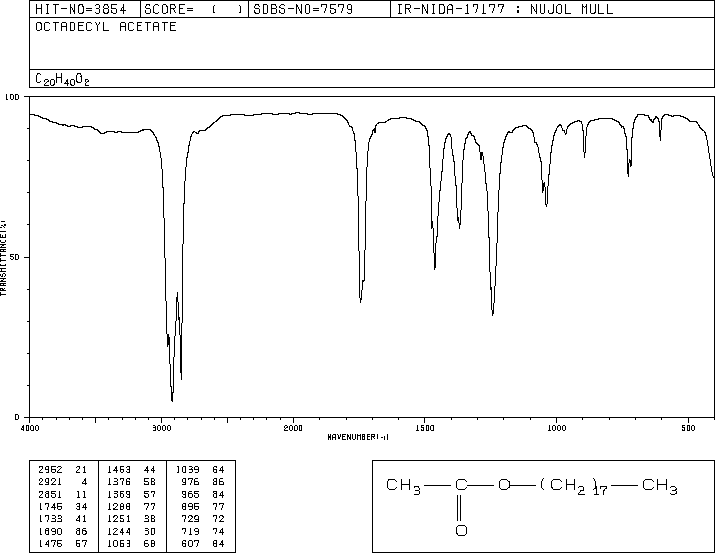 HIT-NO=3854 SCORE= ( ) SDBS-NO=7579 IR-NIDA-17177 : NUJOL MULL
OCTADECYL ACETATE
C20H40O2
100
50
0
TRANSMITTANCE(%)
4000 3000 2000 1500 1000 500
WAVENUMBER(-1)
2952 21 1463 44 1039 64
2921 4 1376 58 976 86
2851 11 1369 57 965 84
1745 34 1288 77 895 77
1733 41 1251 38 729 72
1690 86 1244 30 719 74
1475 57 1053 68 607 84
CH3 C O (CH2)17 CH3
O